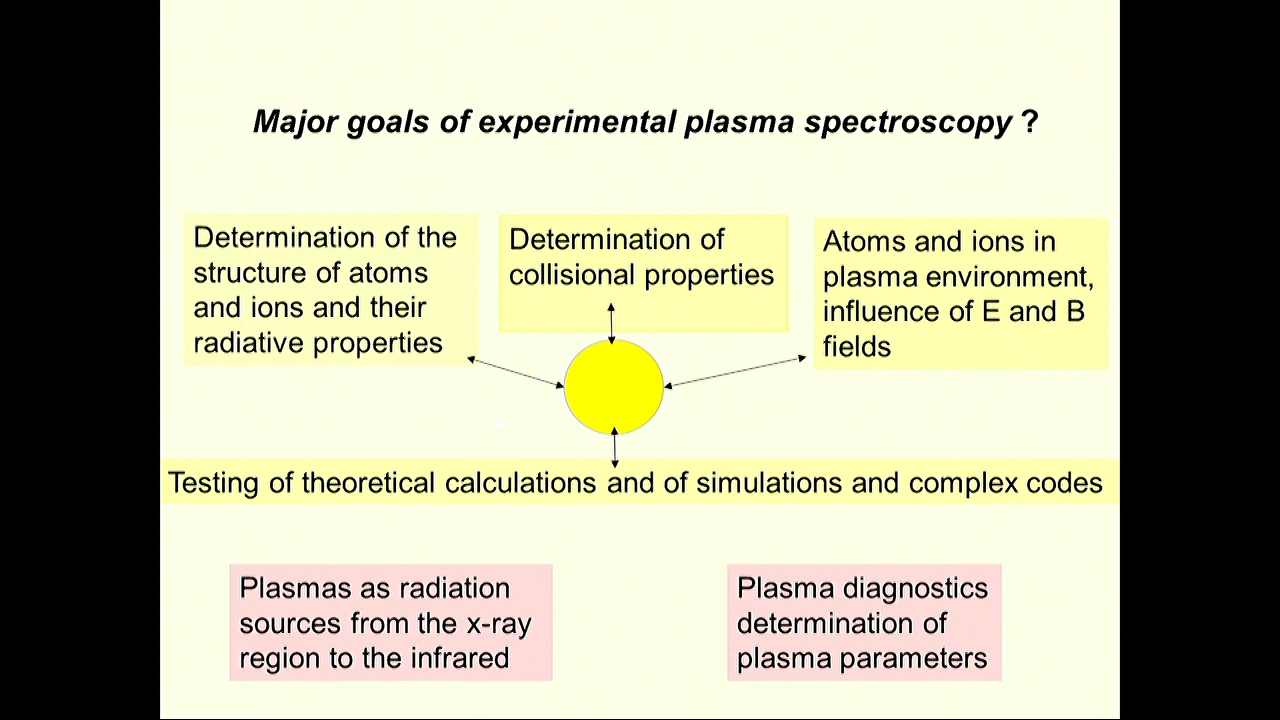 Major goals of experimental plasma spectroscopy ?
Determination of the
structure of atoms
and ions and their
radiative properties
Determination of
collisional properties
Atoms and ions in
plasma environment,
influence of E and B
fields
Testing of theoretical calculations and of simulations and complex codes
Plasmas as radiation
sources from the x-ray
region to the infrared
Plasma diagnostics
determination of
plasma parameters